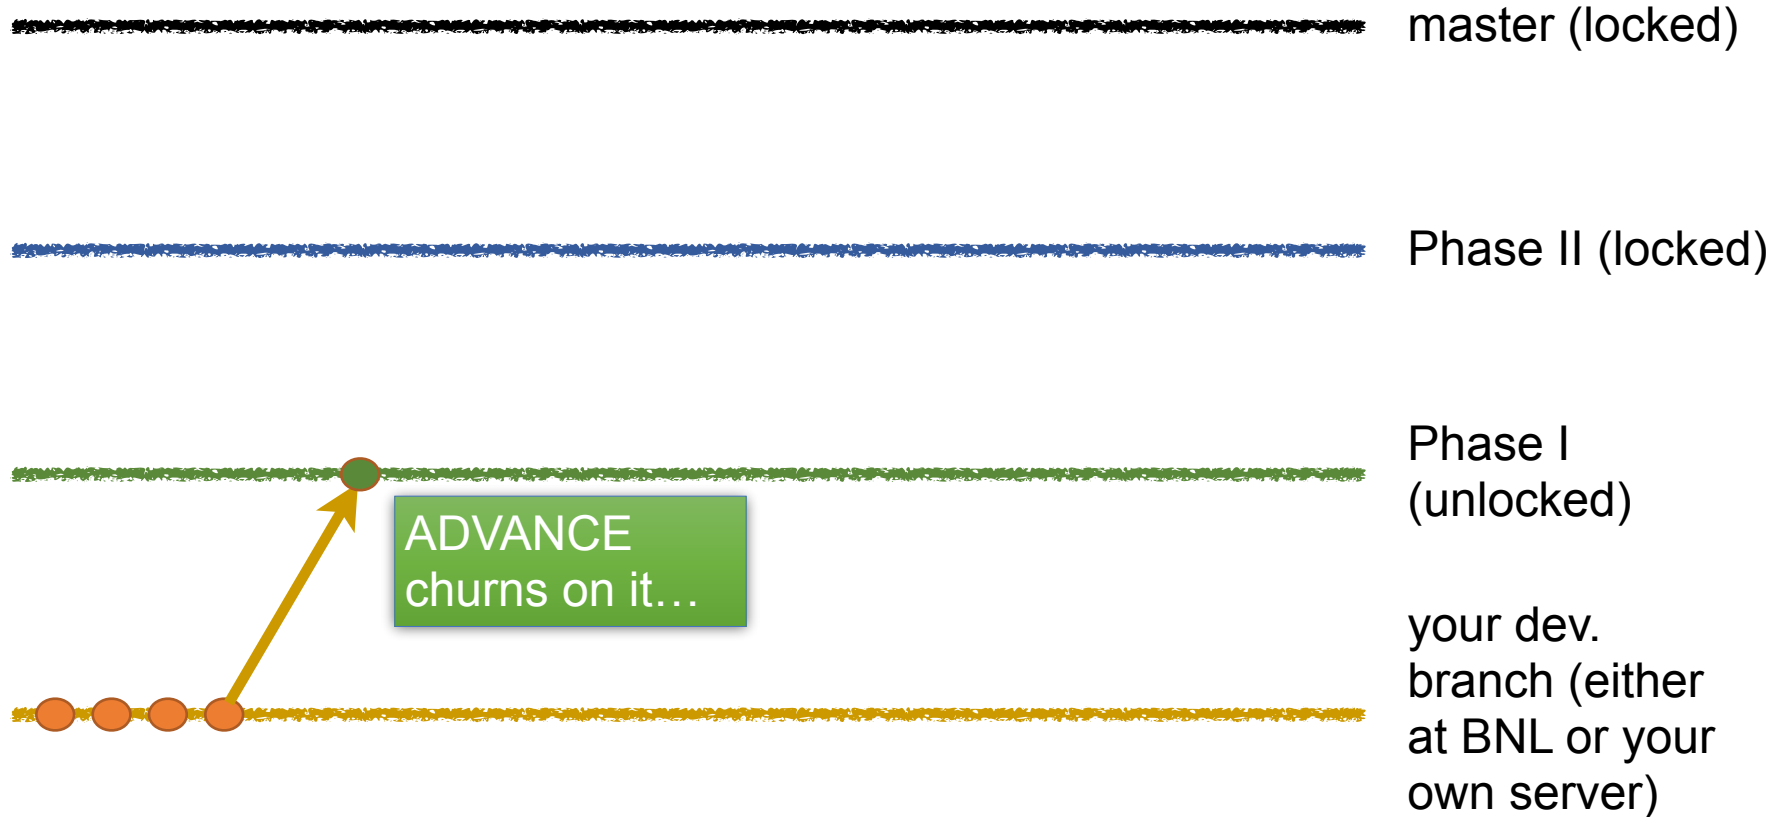 master (locked)
Phase II (locked)
Phase I
(unlocked)
ADVANCE
churns on it…
your dev.
branch (either
at BNL or your
own server)